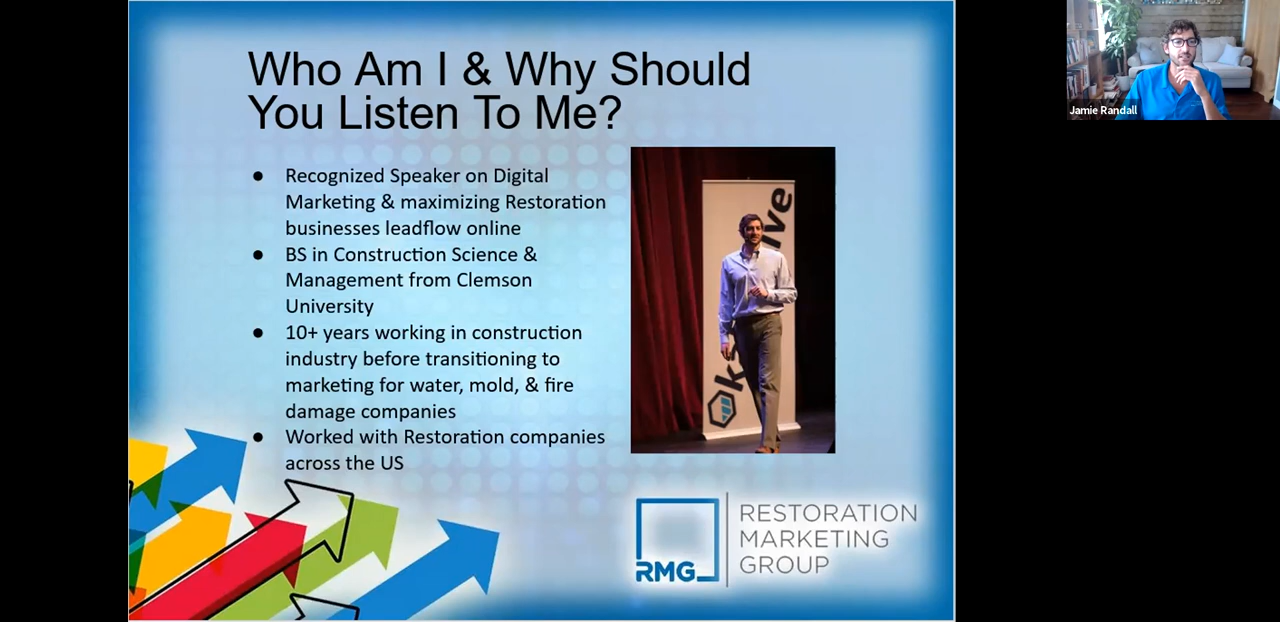 Who Am I & Why Should
You Listen To Me?
● Recognized Speaker on Digital
Marketing & maximizing Restoration
businesses leadflow online
● BS in Construction Science &
Management from Clemson
University
● 10+ years working in construction
industry before transitioning to
marketing for water, mold, & fire
damage companies
● Worked with Restoration companies
across the US
RMG
RESTORATION
MARKETING
GROUP
Jamie Randall